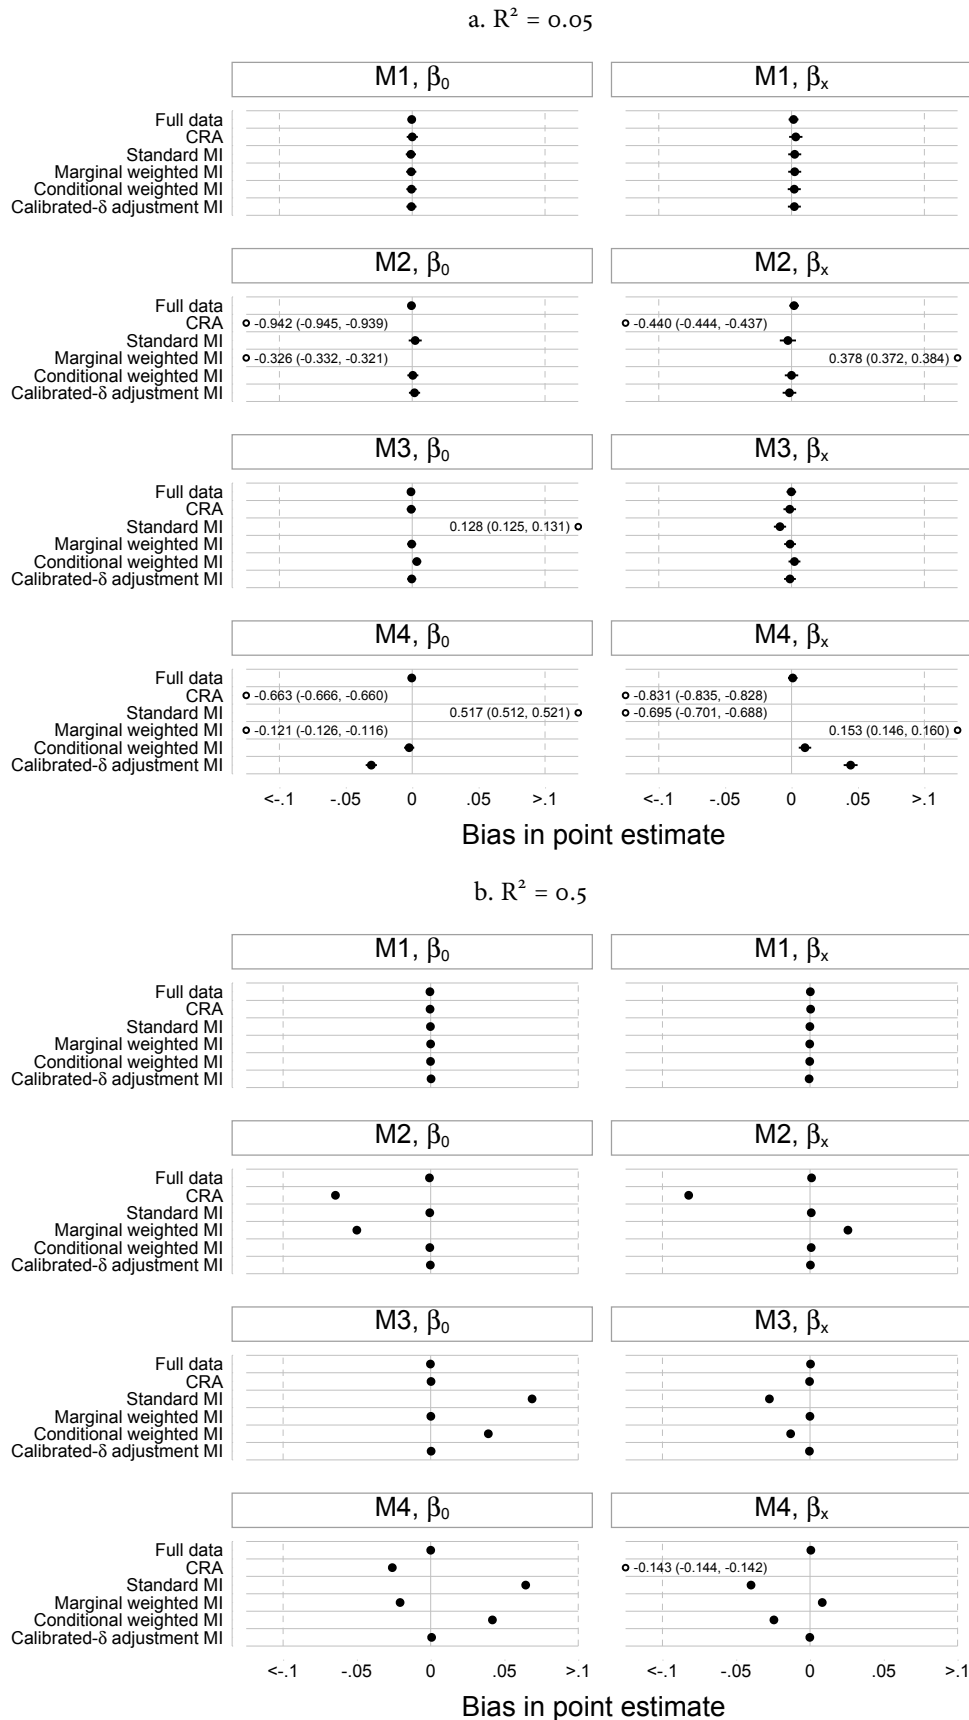 a. R² = 0.05
M1, β₀ M1, βₓ
Full data
CRA
Standard MI
Marginal weighted MI
Conditional weighted MI
Calibrated-δ adjustment MI
M2, β₀ M2, βₓ
Full data
CRA -0.942 (-0.945, -0.939) -0.440 (-0.444, -0.437)
Standard MI
Marginal weighted MI -0.326 (-0.332, -0.321) 0.378 (0.372, 0.384)
Conditional weighted MI
Calibrated-δ adjustment MI
M3, β₀ M3, βₓ
Full data
CRA
Standard MI 0.128 (0.125, 0.131)
Marginal weighted MI
Conditional weighted MI
Calibrated-δ adjustment MI
M4, β₀ M4, βₓ
Full data
CRA -0.663 (-0.666, -0.660) -0.831 (-0.835, -0.828)
Standard MI 0.517 (0.512, 0.521) -0.695 (-0.701, -0.688)
Marginal weighted MI -0.121 (-0.126, -0.116) 0.153 (0.146, 0.160)
Conditional weighted MI
Calibrated-δ adjustment MI
<-.1 -.05 0 .05 >.1 <-.1 -.05 0 .05 >.1
Bias in point estimate
b. R² = 0.5
M1, β₀ M1, βₓ
Full data
CRA
Standard MI
Marginal weighted MI
Conditional weighted MI
Calibrated-δ adjustment MI
M2, β₀ M2, βₓ
Full data
CRA
Standard MI
Marginal weighted MI
Conditional weighted MI
Calibrated-δ adjustment MI
M3, β₀ M3, βₓ
Full data
CRA
Standard MI
Marginal weighted MI
Conditional weighted MI
Calibrated-δ adjustment MI
M4, β₀ M4, βₓ
Full data
CRA -0.143 (-0.144, -0.142)
Standard MI
Marginal weighted MI
Conditional weighted MI
Calibrated-δ adjustment MI
<-.1 -.05 0 .05 >.1 <-.1 -.05 0 .05 >.1
Bias in point estimate